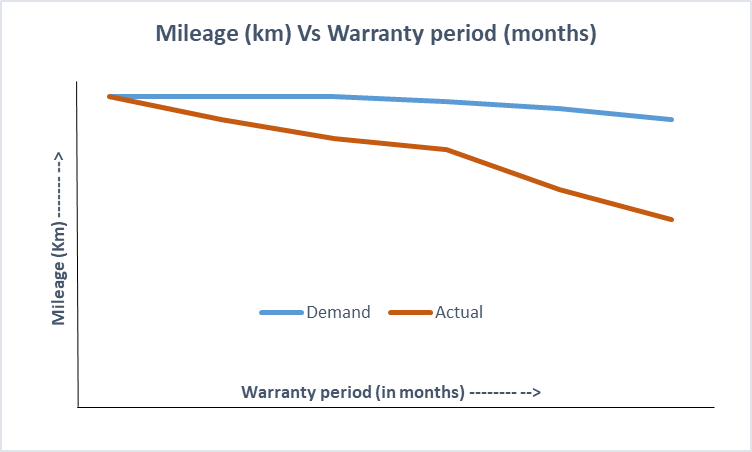 Mileage (km) Vs Warranty period (months)
Mileage (Km) -------- -->
Demand
Actual
Warranty period (in months) -------- -->